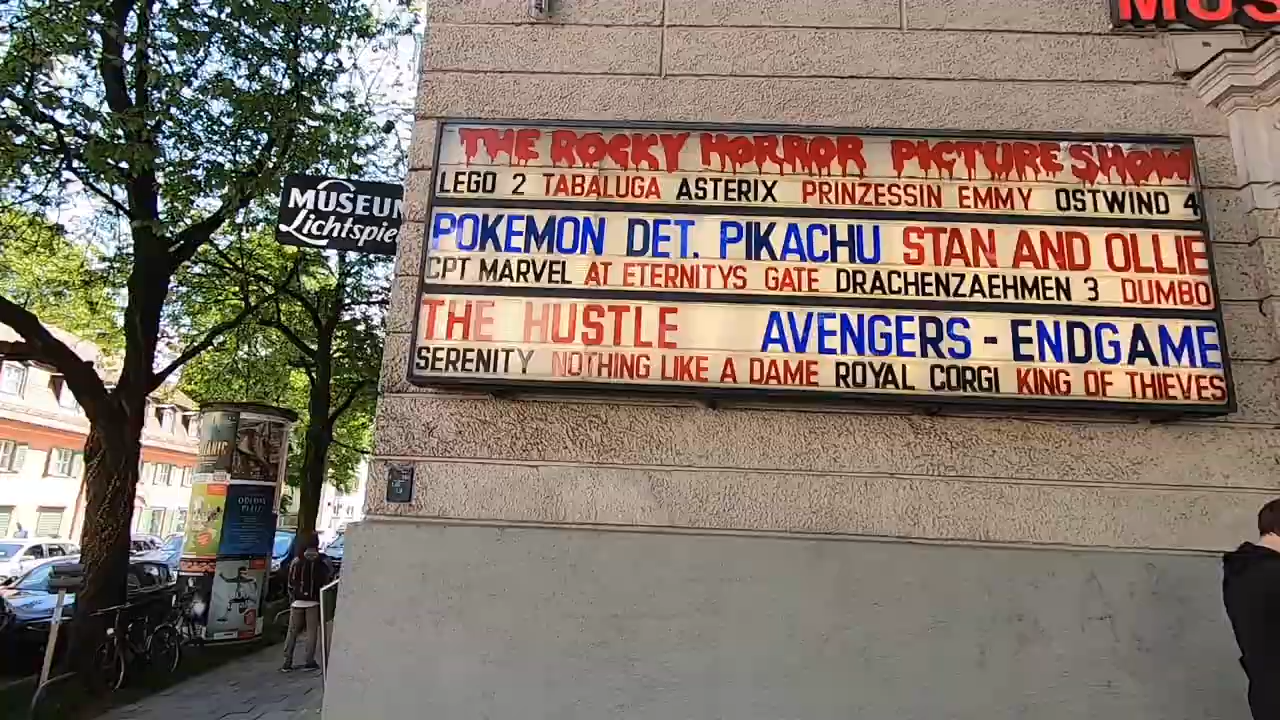 MUS
THE ROCKY HORROR PICTURE SHOW
LEGO 2 TABALUGA ASTERIX PRINZESSIN EMMY OSTWIND 4
MUSEUM
Lichtspie
POKEMON DET. PIKACHU STAN AND OLLIE
CPT MARVEL AT ETERNITYS GATE DRACHENZAEHMEN 3 DUMBO
THE HUSTLE AVENGERS - ENDGAME
SERENITY NOTHING LIKE A DAME ROYAL CORGI KING OF THIEVES